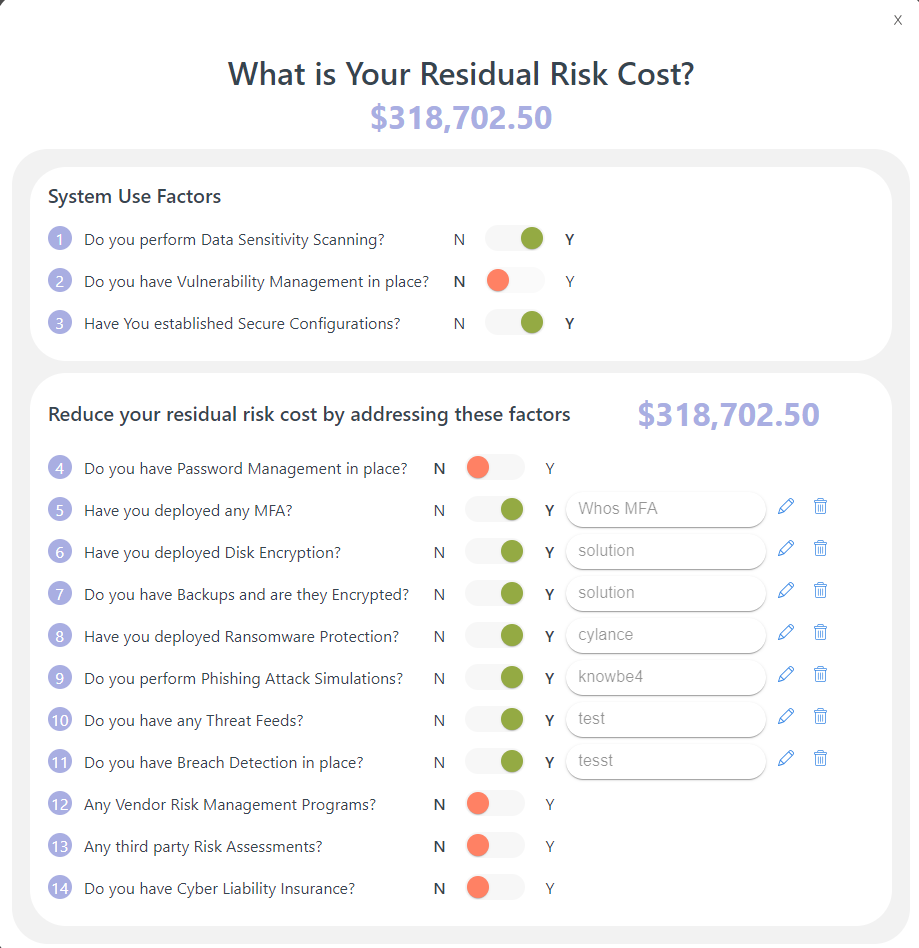 X
What is Your Residual Risk Cost?
$318,702.50
System Use Factors
1 Do you perform Data Sensitivity Scanning? N Y
2 Do you have Vulnerability Management in place? N Y
3 Have You established Secure Configurations? N Y
Reduce your residual risk cost by addressing these factors $318,702.50
4 Do you have Password Management in place? N Y
5 Have you deployed any MFA? N Y Whos MFA
6 Have you deployed Disk Encryption? N Y solution
7 Do you have Backups and are they Encrypted? N Y solution
8 Have you deployed Ransomware Protection? N Y cylance
9 Do you perform Phishing Attack Simulations? N Y knowbe4
10 Do you have any Threat Feeds? N Y test
11 Do you have Breach Detection in place? N Y tesst
12 Any Vendor Risk Management Programs? N Y
13 Any third party Risk Assessments? N Y
14 Do you have Cyber Liability Insurance? N Y